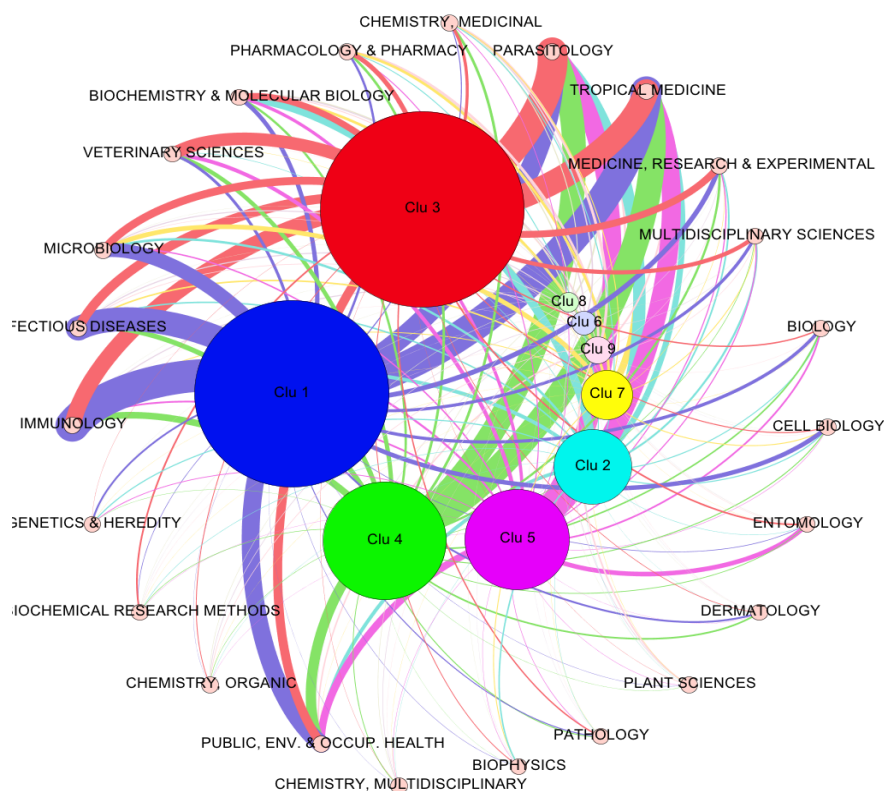 CHEMISTRY, MEDICINAL
PHARMACOLOGY & PHARMACY
PARASITOLOGY
BIOCHEMISTRY & MOLECULAR BIOLOGY
TROPICAL MEDICINE
VETERINARY SCIENCES
MEDICINE, RESEARCH & EXPERIMENTAL
Clu 3
MICROBIOLOGY
MULTIDISCIPLINARY SCIENCES
Clu 8
FECTIOUS DISEASES
Clu 6
BIOLOGY
Clu 9
Clu 1
Clu 7
IMMUNOLOGY
CELL BIOLOGY
Clu 2
GENETICS & HEREDITY
ENTOMOLOGY
Clu 4
Clu 5
BIOCHEMICAL RESEARCH METHODS
DERMATOLOGY
CHEMISTRY, ORGANIC
PLANT SCIENCES
PUBLIC, ENV. & OCCUP. HEALTH
PATHOLOGY
BIOPHYSICS
CHEMISTRY, MULTIDISCIPLINARY